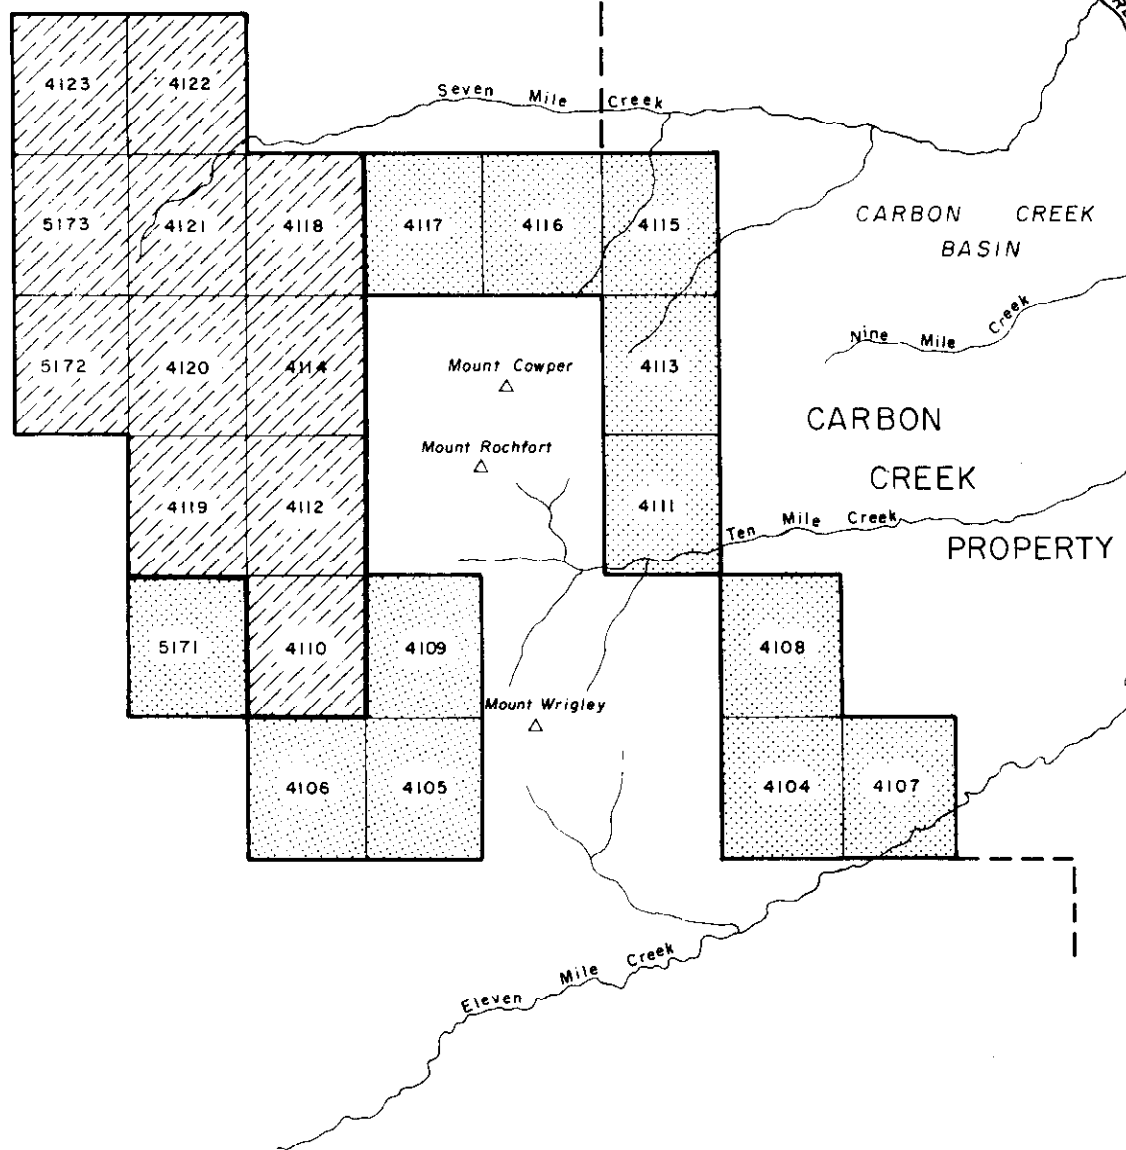 4123
4122
Seven Mile Creek
5173
4121
4118
4117
4116
4115
CARBON CREEK
BASIN
Nine Mile Creek
5172
4120
4114
Mount Cowper
4113
CARBON
CREEK
PROPERTY
Mount Rochfort
4119
4112
4111
Ten Mile Creek
5171
4110
4109
4108
Mount Wrigley
4106
4105
4104
4107
Eleven Mile Creek